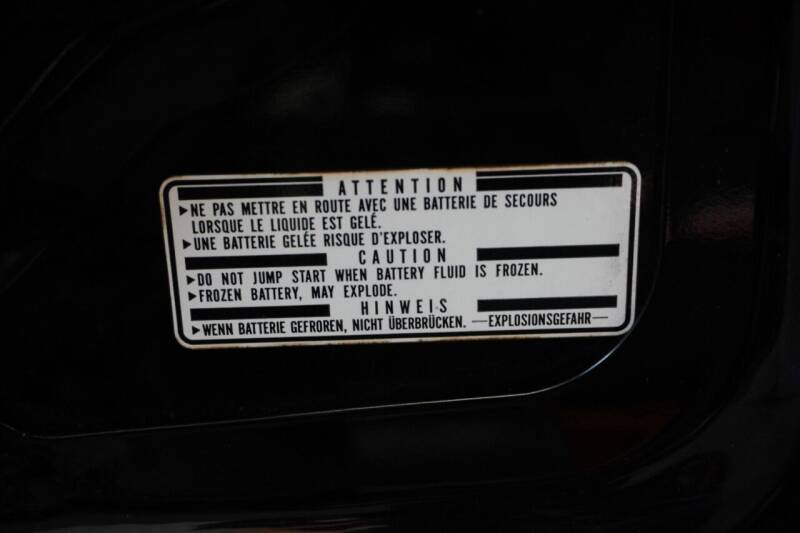 ATTENTION
▶NE PAS METTRE EN ROUTE AVEC UNE BATTERIE DE SECOURS
LORSQUE LE LIQUIDE EST GELÉ.
▶UNE BATTERIE GELÉE RISQUE D'EXPLOSER.
CAUTION
▶DO NOT JUMP START WHEN BATTERY FLUID IS FROZEN.
▶FROZEN BATTERY, MAY EXPLODE.
HINWEIS
▶WENN BATTERIE GEFROREN, NICHT ÜBERBRÜCKEN. —EXPLOSIONSGEFAHR—